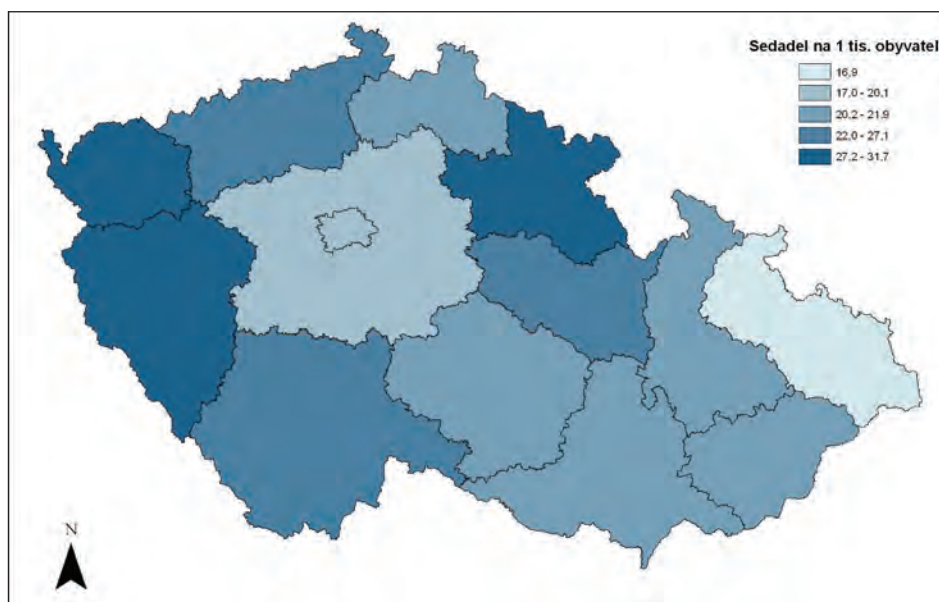 Sedadel na 1 tis. obyvatel
16,9
17,0 - 20,1
20,2 - 21,9
22,0 - 27,1
27,2 - 31,7
N